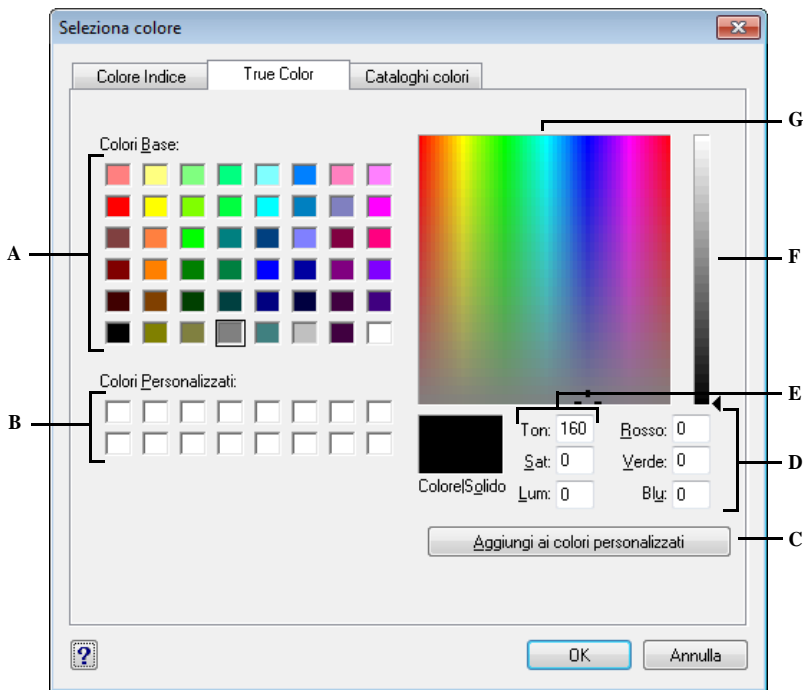 Seleziona colore
Colore Indice True Color Cataloghi colori
G
Colori Base:
A
F
Colori Personalizzati:
B
E
Ton: 160 Rosso: 0
Sat: 0 Verde: 0
D
Colore|Solido
Lum: 0 Blu: 0
Aggiungi ai colori personalizzati
C
? OK Annulla